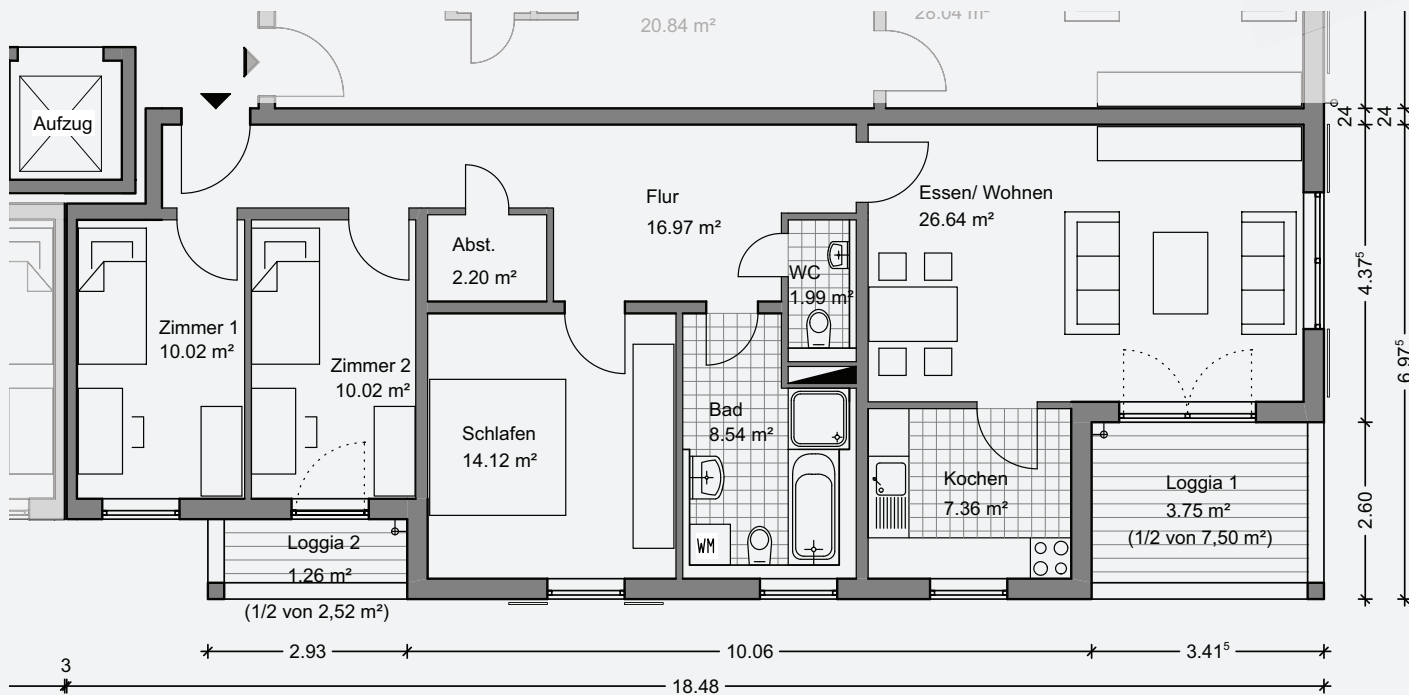 20.84 m²
28.04 m²
Aufzug
24
24
Flur
16.97 m²
Essen/ Wohnen
26.64 m²
Abst.
2.20 m²
WC
1.99 m²
4.37⁵
6.97⁵
Zimmer 1
10.02 m²
Zimmer 2
10.02 m²
Schlafen
14.12 m²
Bad
8.54 m²
Kochen
7.36 m²
Loggia 1
3.75 m²
(1/2 von 7,50 m²)
2.60
WM
Loggia 2
1.26 m²
(1/2 von 2,52 m²)
2.93
10.06
3.41⁵
3
18.48